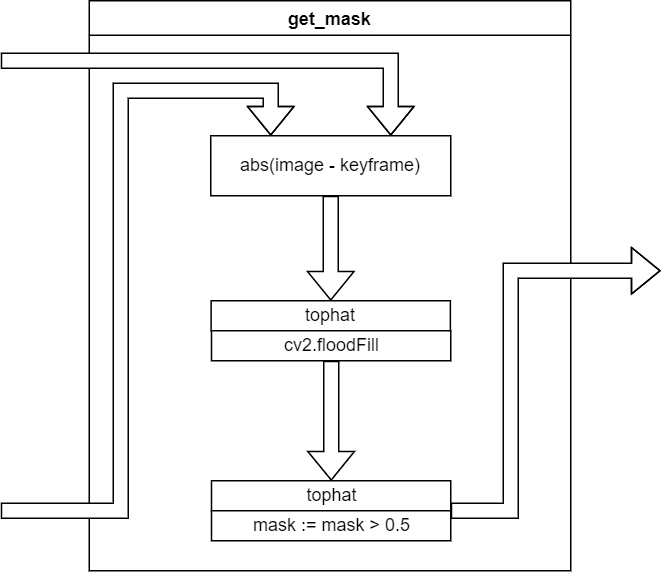 get_mask
abs(image - keyframe)
tophat
cv2.floodFill
tophat
mask := mask > 0.5